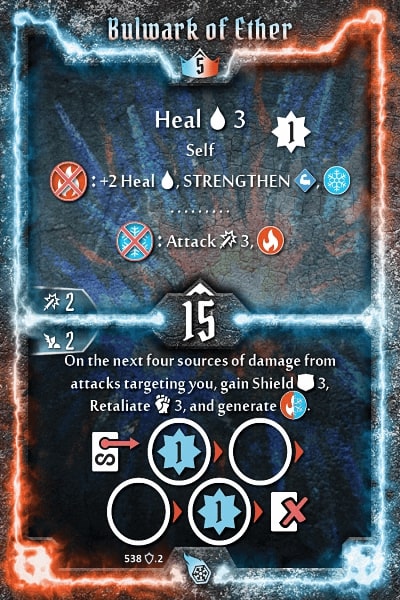 Bulwark of Ether
5
Heal 3
1
Self
: +2 Heal , STRENGTHEN ,
: Attack 3,
2
15
2
On the next four sources of damage from
attacks targeting you, gain Shield 3,
Retaliate 3, and generate .
S 1
1
538 .2